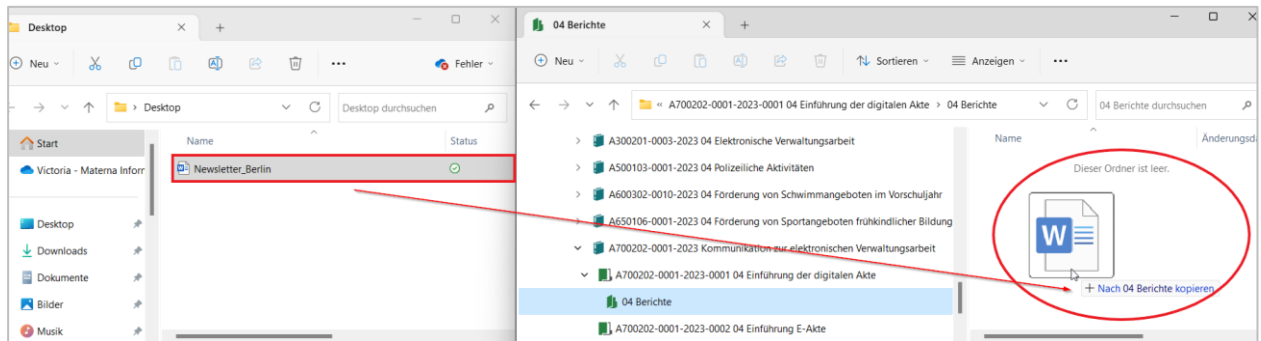 Desktop
Neu
Fehler
Desktop
Desktop durchsuchen
Start
Victoria - Materna Inforr
Desktop
Downloads
Dokumente
Bilder
Musik
Name
Status
Newsletter_Berlin
04 Berichte
Neu
Sortieren
Anzeigen
« A700202-0001-2023-0001 04 Einführung der digitalen Akte
04 Berichte
04 Berichte durchsuchen
A300201-0003-2023 04 Elektronische Verwaltungsarbeit
A500103-0001-2023 04 Polizeiliche Aktivitäten
A600302-0010-2023 04 Förderung von Schwimmangeboten im Vorschuljahr
A650106-0001-2023 04 Förderung von Sportangeboten frühkindlicher Bildung
A700202-0001-2023 Kommunikation zur elektronischen Verwaltungsarbeit
A700202-0001-2023-0001 04 Einführung der digitalen Akte
04 Berichte
A700202-0001-2023-0002 04 Einführung E-Akte
Name
Änderungsda
Dieser Ordner ist leer.
W
+ Nach 04 Berichte kopieren